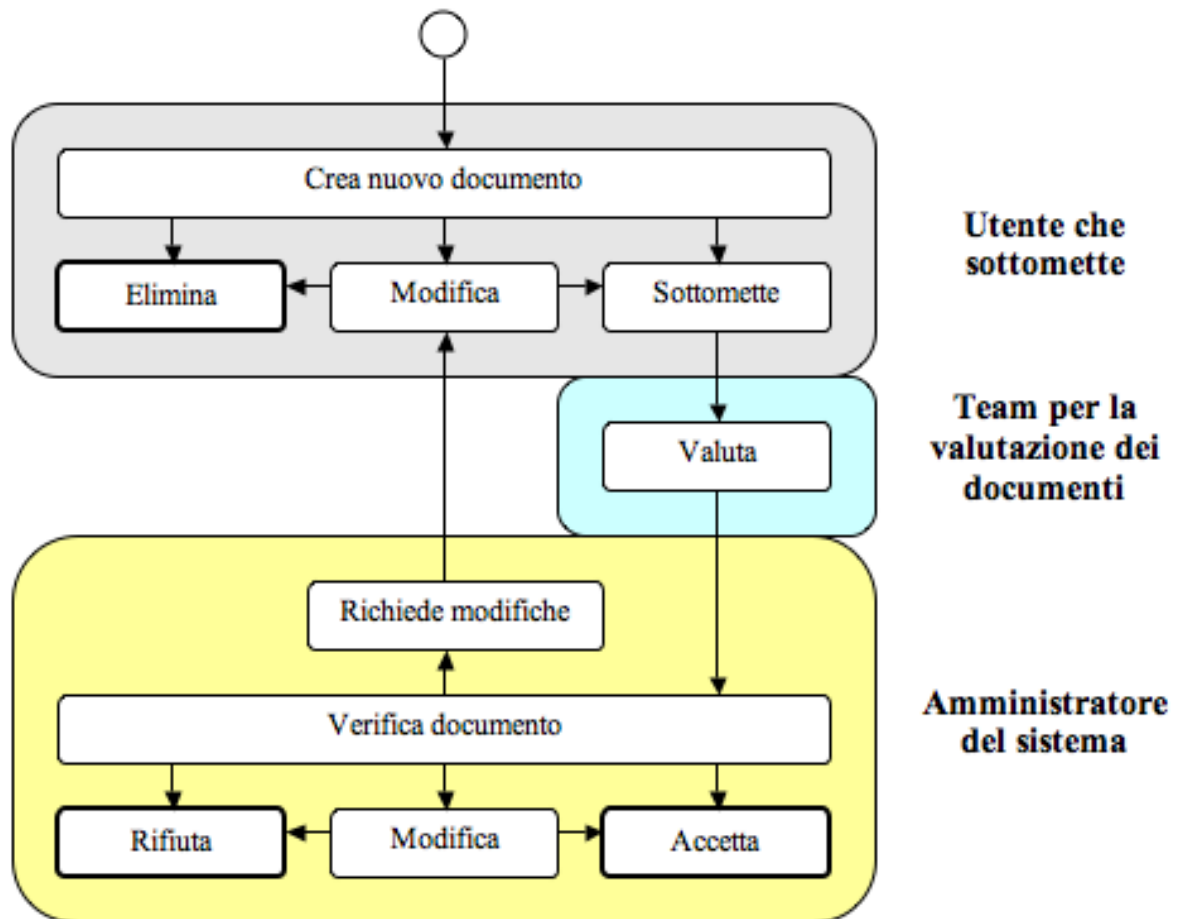 Crea nuovo documento
Elimina
Modifica
Sottomette
Utente che
sottomette
Valuta
Team per la
valutazione dei
documenti
Richiede modifiche
Verifica documento
Rifiuta
Modifica
Accetta
Amministratore
del sistema